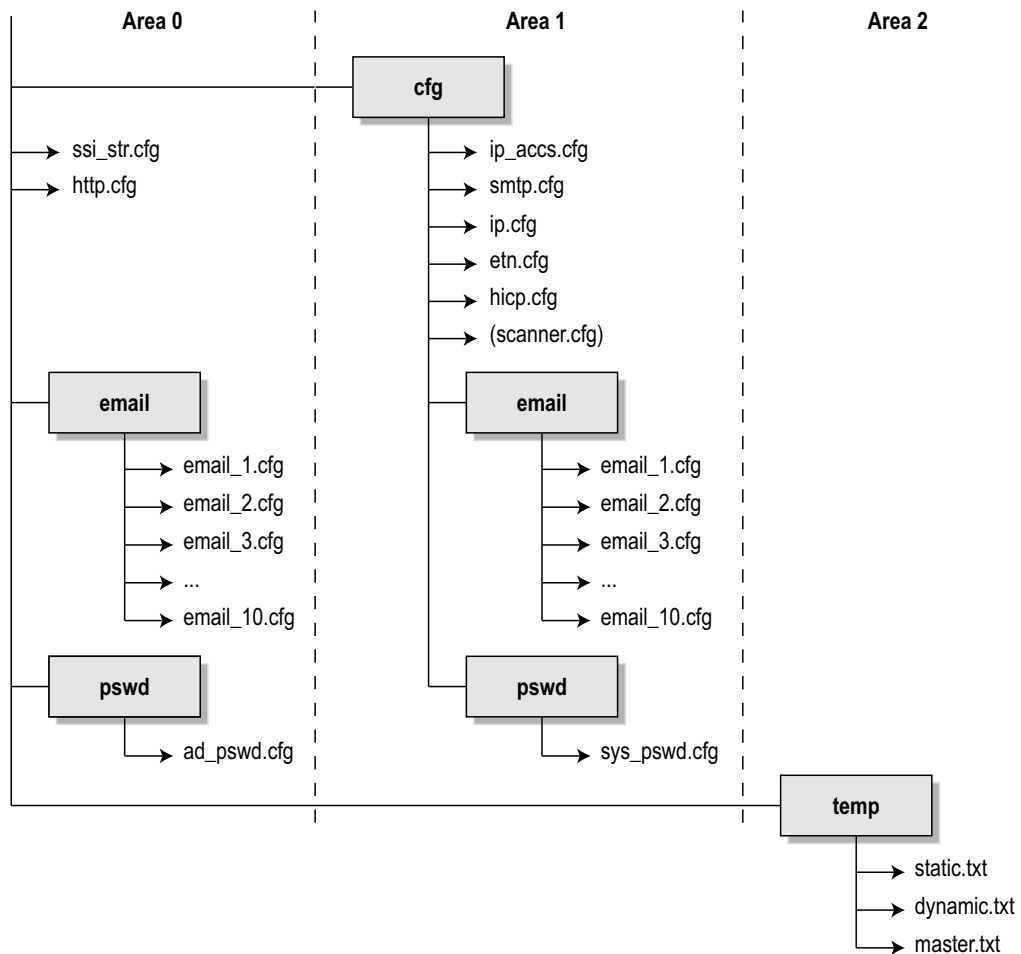 Area 0
Area 1
Area 2
cfg
ssi_str.cfg
http.cfg
ip_accs.cfg
smtp.cfg
ip.cfg
etn.cfg
hicp.cfg
(scanner.cfg)
email
email_1.cfg
email_2.cfg
email_3.cfg
...
email_10.cfg
email
email_1.cfg
email_2.cfg
email_3.cfg
...
email_10.cfg
pswd
ad_pswd.cfg
pswd
sys_pswd.cfg
temp
static.txt
dynamic.txt
master.txt